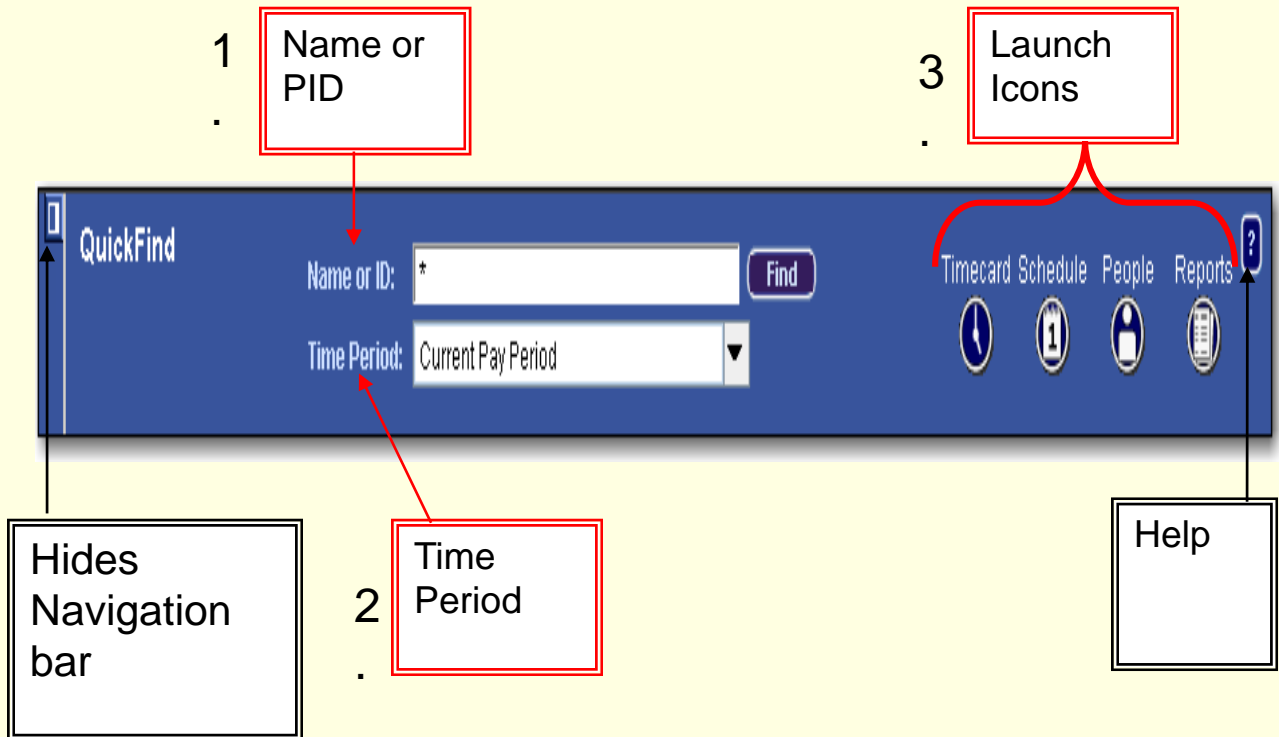 1
.
Name or
PID
3
.
Launch
Icons
QuickFind
Name or ID:
*
Find
Time Period:
Current Pay Period
Timecard Schedule People Reports
1
?
Hides
Navigation
bar
2
.
Time
Period
Help